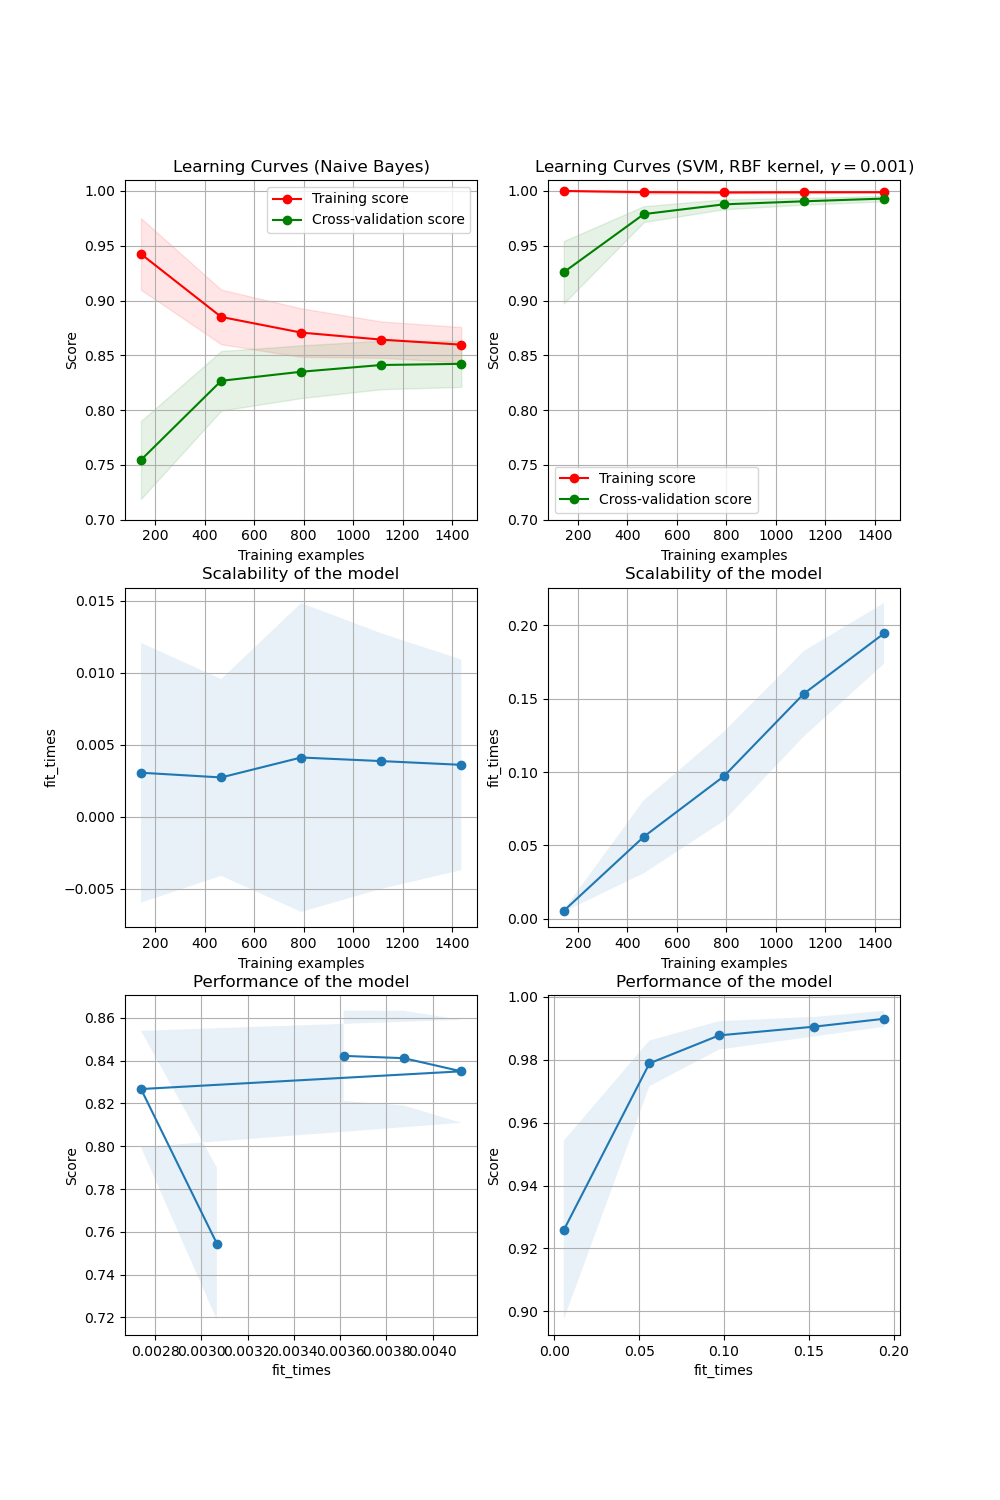 Learning Curves (Naive Bayes)
1.00
0.95
0.90
0.85
0.80
0.75
0.70
Score
Training score
Cross-validation score
200 400 600 800 1000 1200 1400
Training examples
Learning Curves (SVM, RBF kernel, γ = 0.001)
1.00
0.95
0.90
0.85
0.80
0.75
0.70
Score
Training score
Cross-validation score
200 400 600 800 1000 1200 1400
Training examples
Scalability of the model
0.015
0.010
0.005
0.000
−0.005
fit_times
200 400 600 800 1000 1200 1400
Training examples
Scalability of the model
0.20
0.15
0.10
0.05
0.00
fit_times
200 400 600 800 1000 1200 1400
Training examples
Performance of the model
0.86
0.84
0.82
0.80
0.78
0.76
0.74
0.72
Score
0.0028 0.0030 0.0032 0.0034 0.0036 0.0038 0.0040
fit_times
Performance of the model
1.00
0.98
0.96
0.94
0.92
0.90
Score
0.00 0.05 0.10 0.15 0.20
fit_times